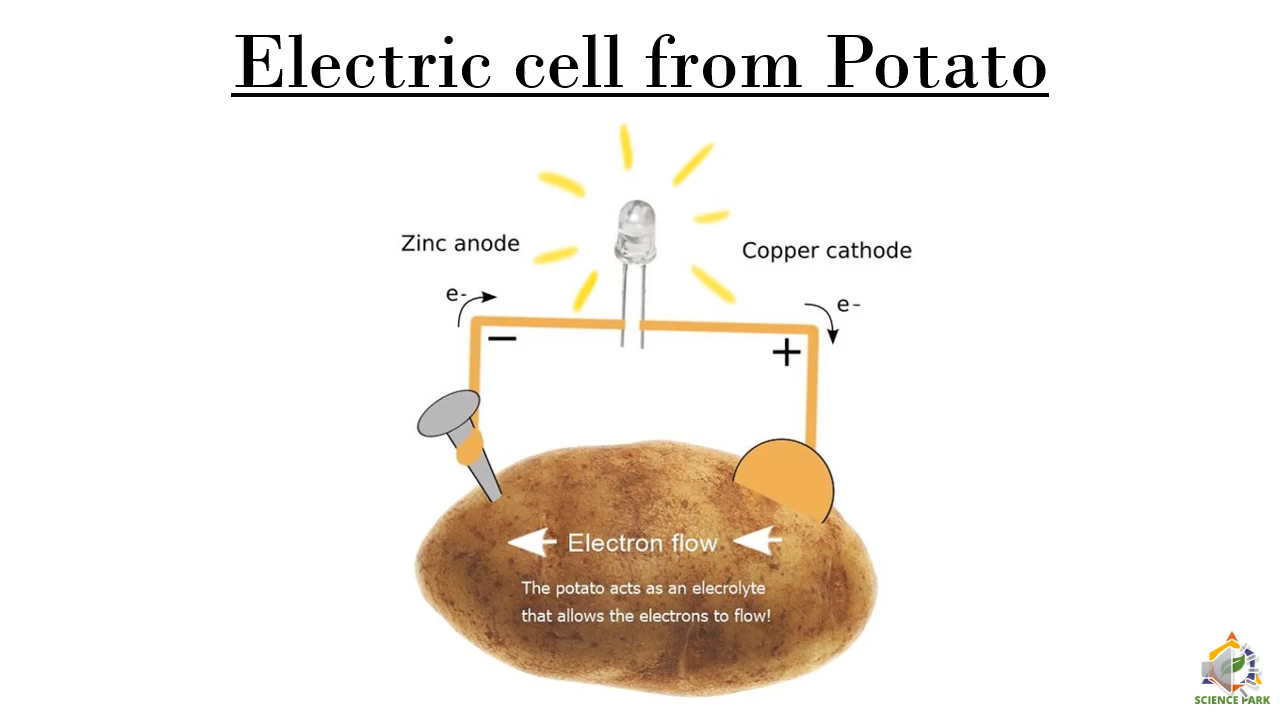 Electric cell from Potato
Zinc anode
Copper cathode
e-
e-
−
+
Electron flow
The potato acts as an elecrolyte
that allows the electrons to flow!
SCIENCE PARK